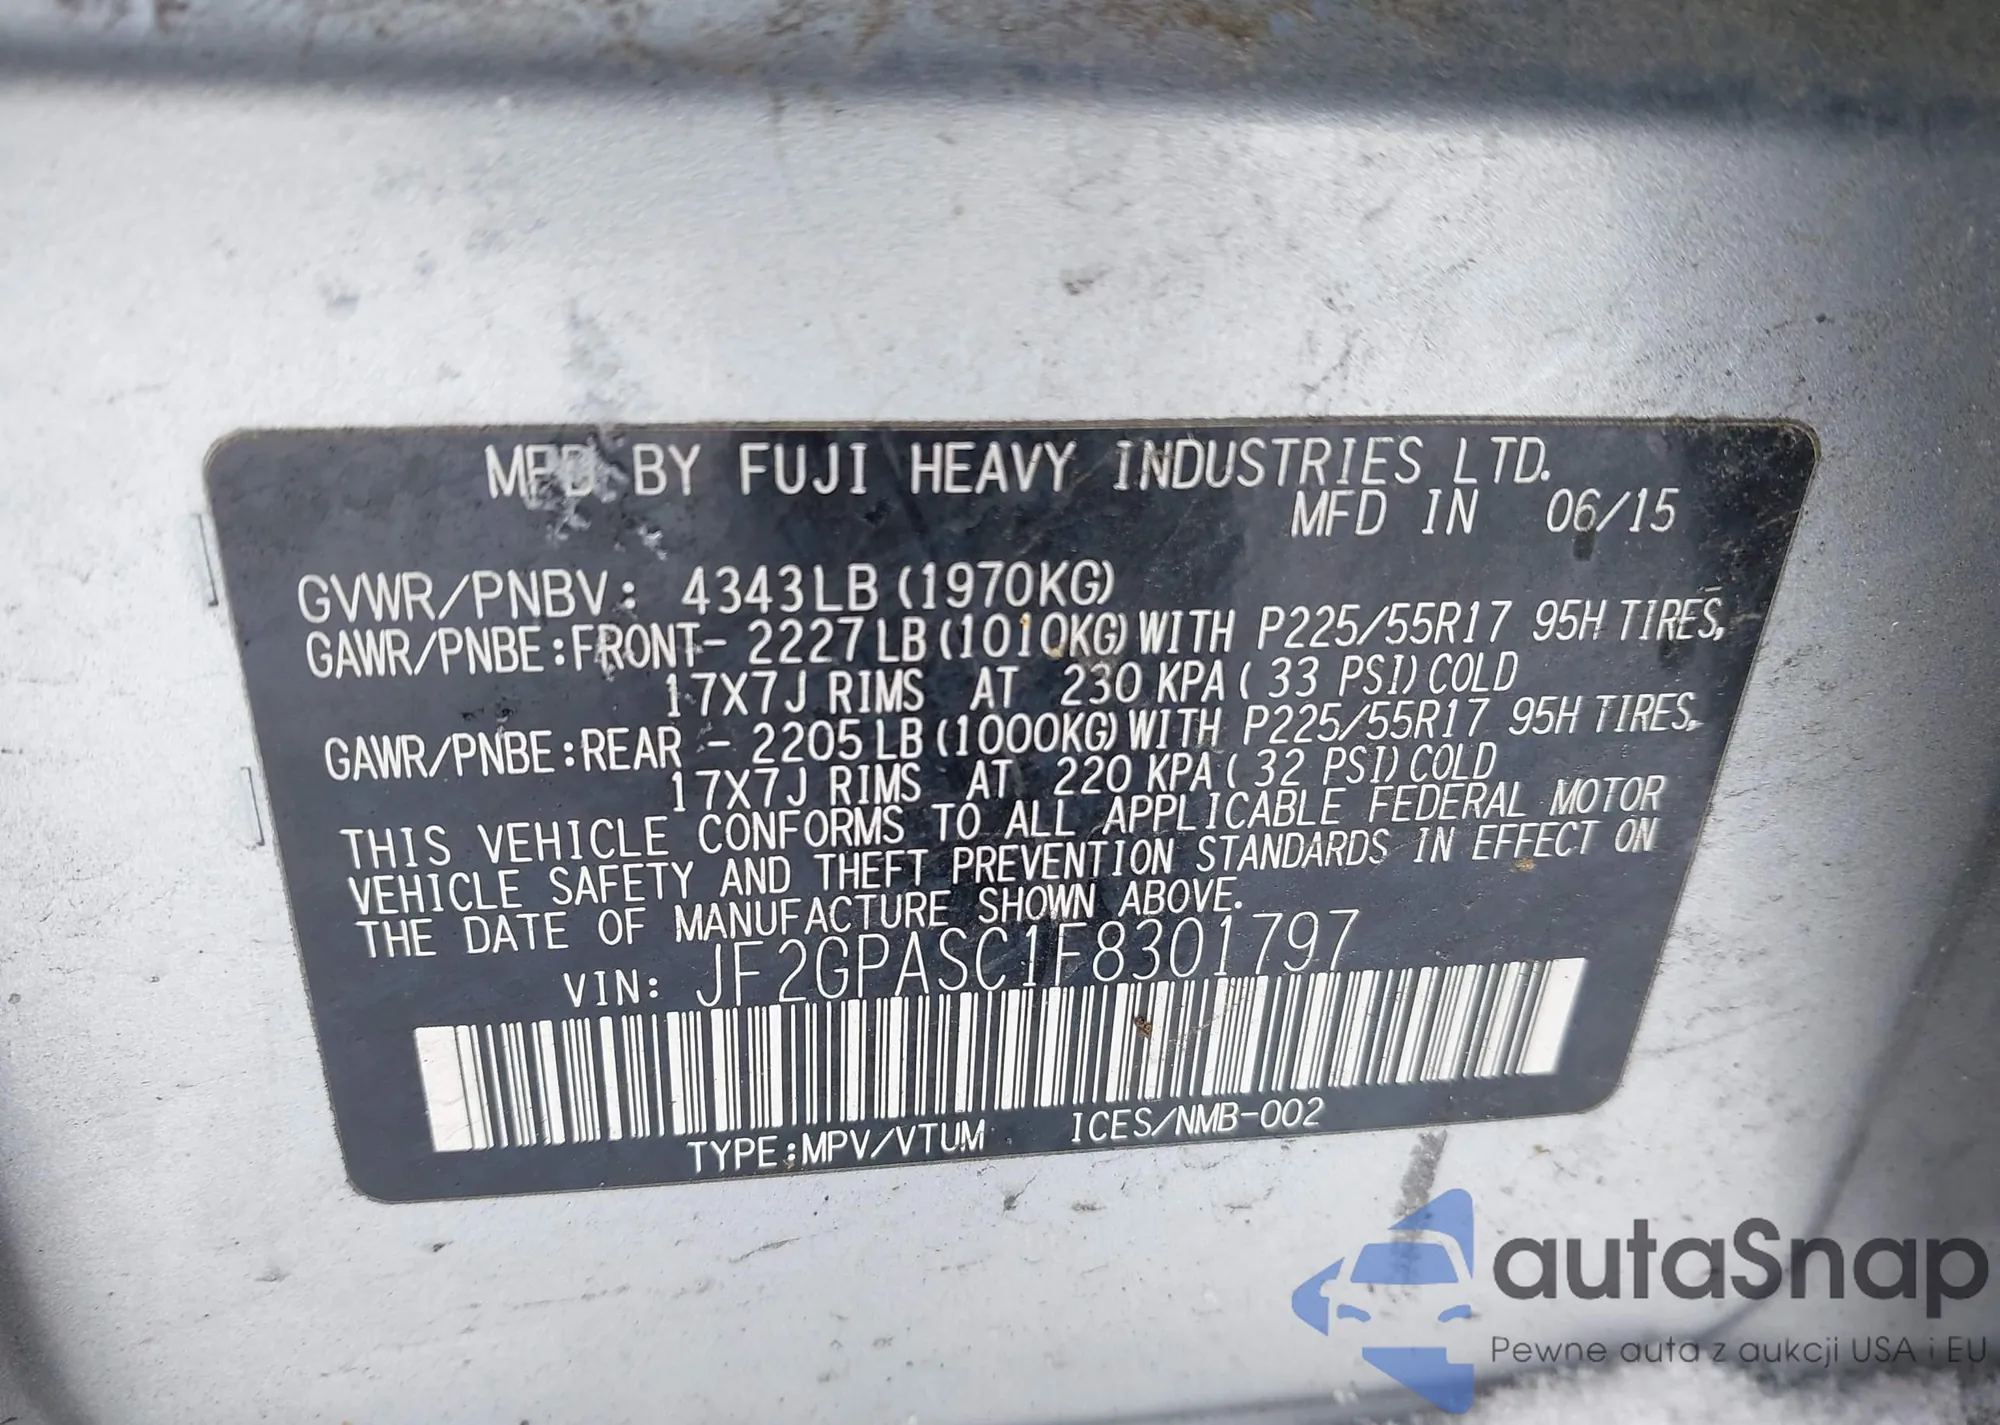 MFD BY FUJI HEAVY INDUSTRIES LTD.
MFD IN 06/15
GVWR/PNBV: 4343LB (1970KG)
GAWR/PNBE:FRONT- 2227LB(1010KG)WITH P225/55R17 95H TIRES,
17X7J RIMS AT 230 KPA( 33 PSI)COLD
GAWR/PNBE:REAR - 2205LB(1000KG)WITH P225/55R17 95H TIRES,
17X7J RIMS AT 220 KPA( 32 PSI)COLD
THIS VEHICLE CONFORMS TO ALL APPLICABLE FEDERAL MOTOR
VEHICLE SAFETY AND THEFT PREVENTION STANDARDS IN EFFECT ON
THE DATE OF MANUFACTURE SHOWN ABOVE.
VIN: JF2GPASC1F8301797
TYPE:MPV/VTUM ICES/NMB-002
autaSnap
Pewne auta z aukcji USA i EU